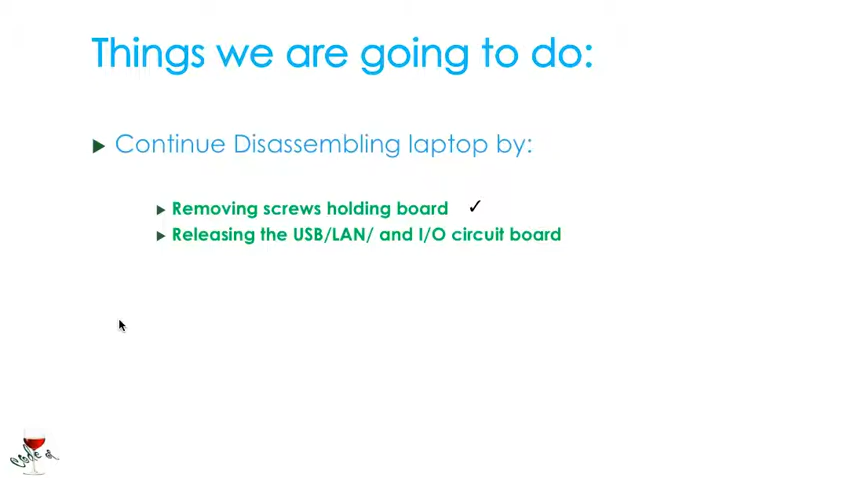 Things we are going to do:
Continue Disassembling laptop by:
Removing screws holding board ✓
Releasing the USB/LAN/ and I/O circuit board